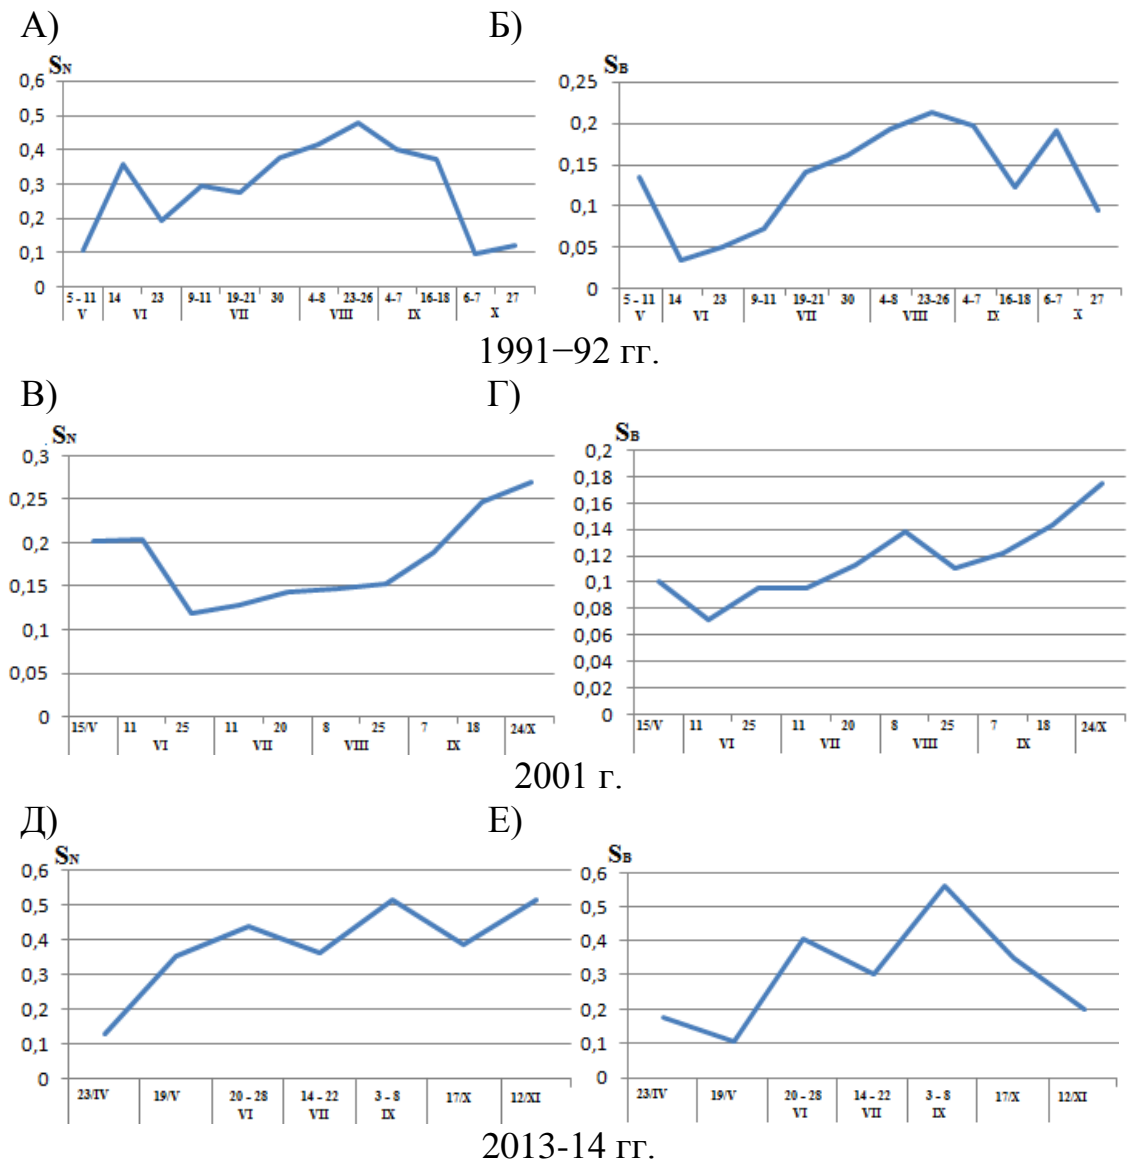 А) Б)
SN SB
0,6
0,5
0,4
0,3
0,2
0,1
0
5 - 11 14 23 9-11 19-21 30 4-8 23-26 4-7 16-18 6-7 27
V VI VII VIII IX X
0,25
0,2
0,15
0,1
0,05
0
5 - 11 14 23 9-11 19-21 30 4-8 23-26 4-7 16-18 6-7 27
V VI VII VIII IX X
1991−92 гг.
В) Г)
SN SB
0,3
0,25
0,2
0,15
0,1
0,05
0
15/V 11 25 11 20 8 25 7 18 24/X
VI VII VIII IX
0,2
0,18
0,16
0,14
0,12
0,1
0,08
0,06
0,04
0,02
0
15/V 11 25 11 20 8 25 7 18 24/X
VI VII VIII IX
2001 г.
Д) Е)
SN SB
0,6
0,5
0,4
0,3
0,2
0,1
0
23/IV 19/V 20 - 28 14 - 22 3 - 8 17/X 12/XI
VI VII IX
0,6
0,5
0,4
0,3
0,2
0,1
0
23/IV 19/V 20 - 28 14 - 22 3 - 8 17/X 12/XI
VI VII IX
2013-14 гг.